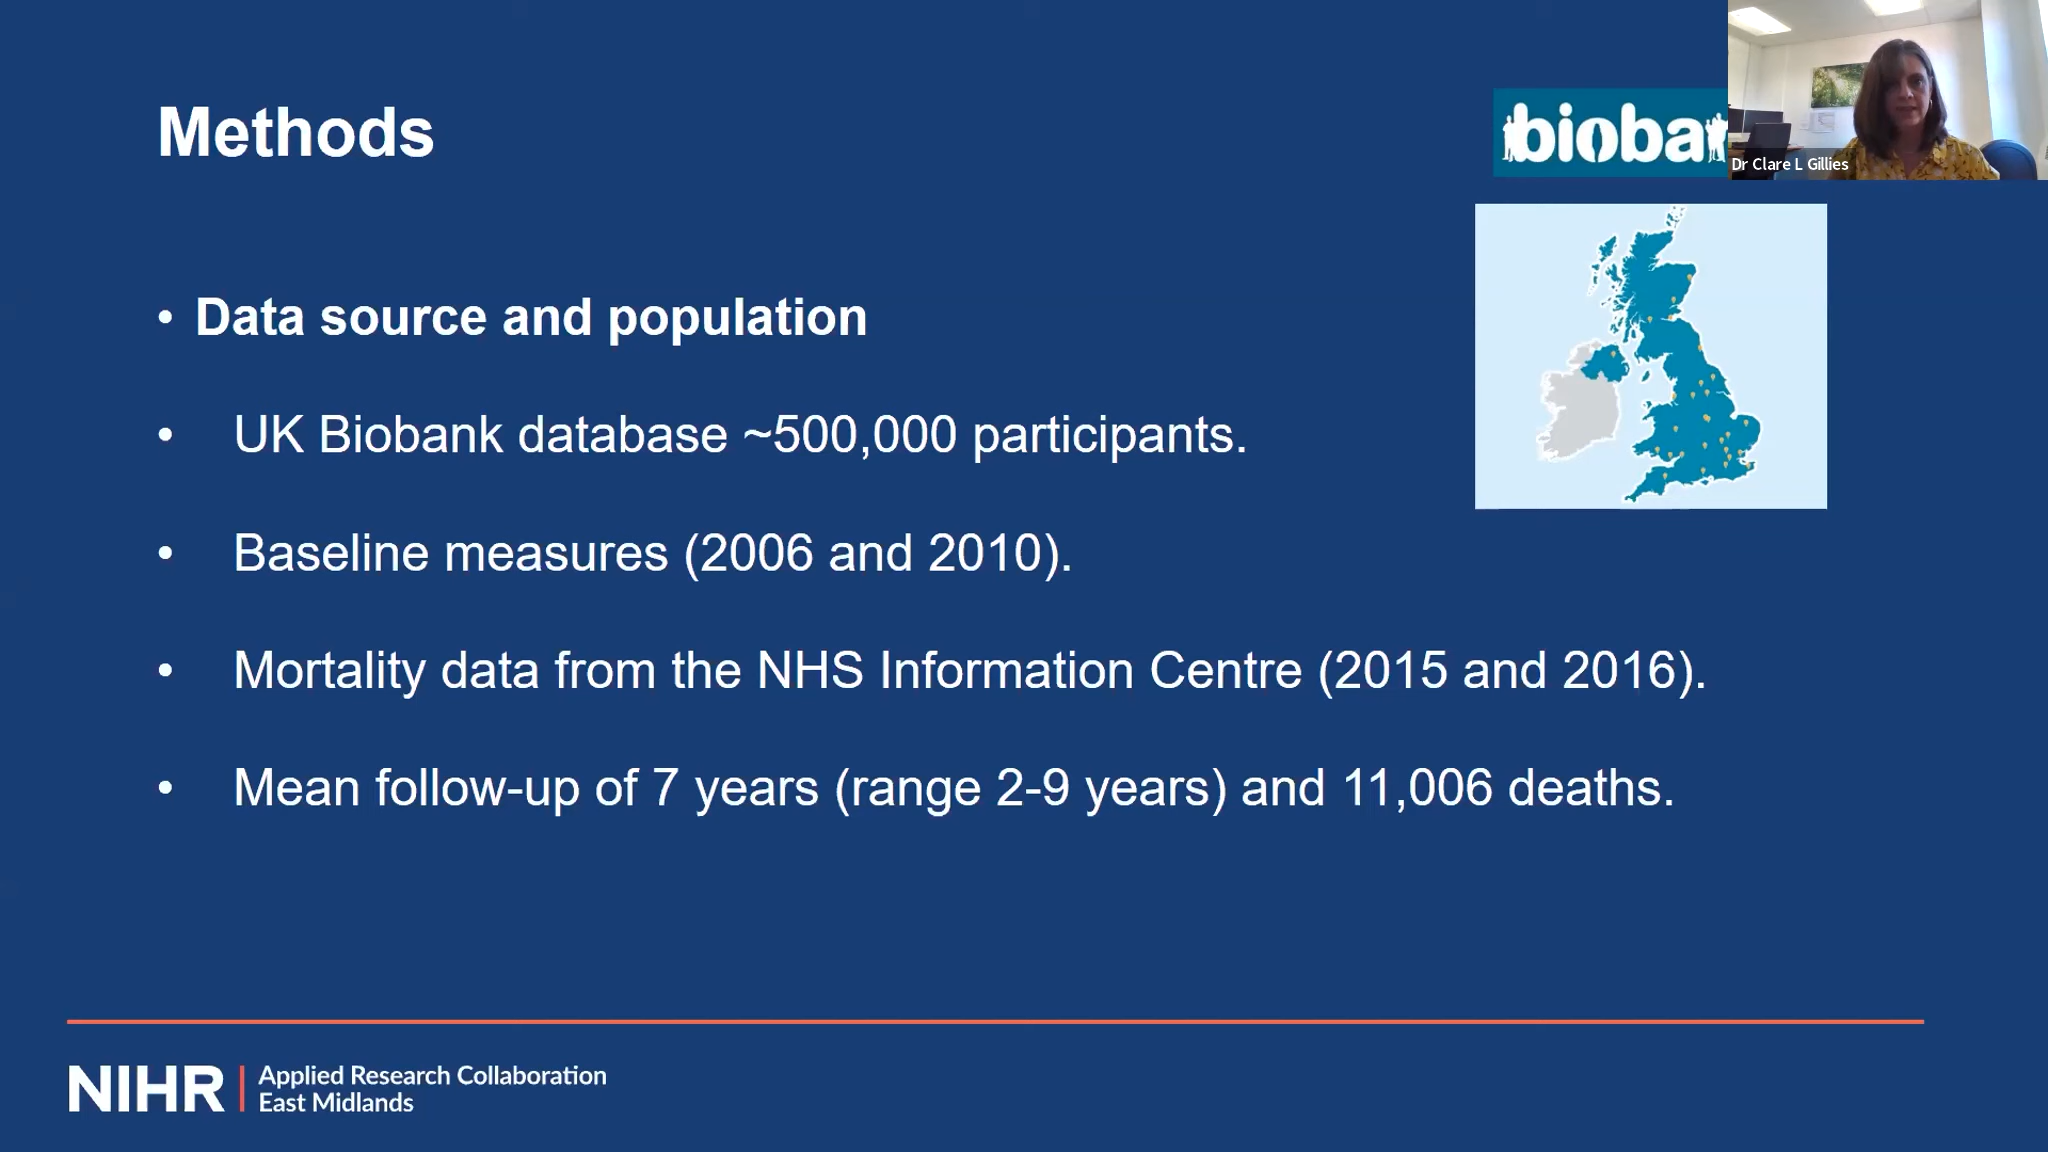 Methods
bioba
Dr Clare L Gillies
• Data source and population
• UK Biobank database ~500,000 participants.
• Baseline measures (2006 and 2010).
• Mortality data from the NHS Information Centre (2015 and 2016).
• Mean follow-up of 7 years (range 2-9 years) and 11,006 deaths.
NIHR | Applied Research Collaboration
East Midlands